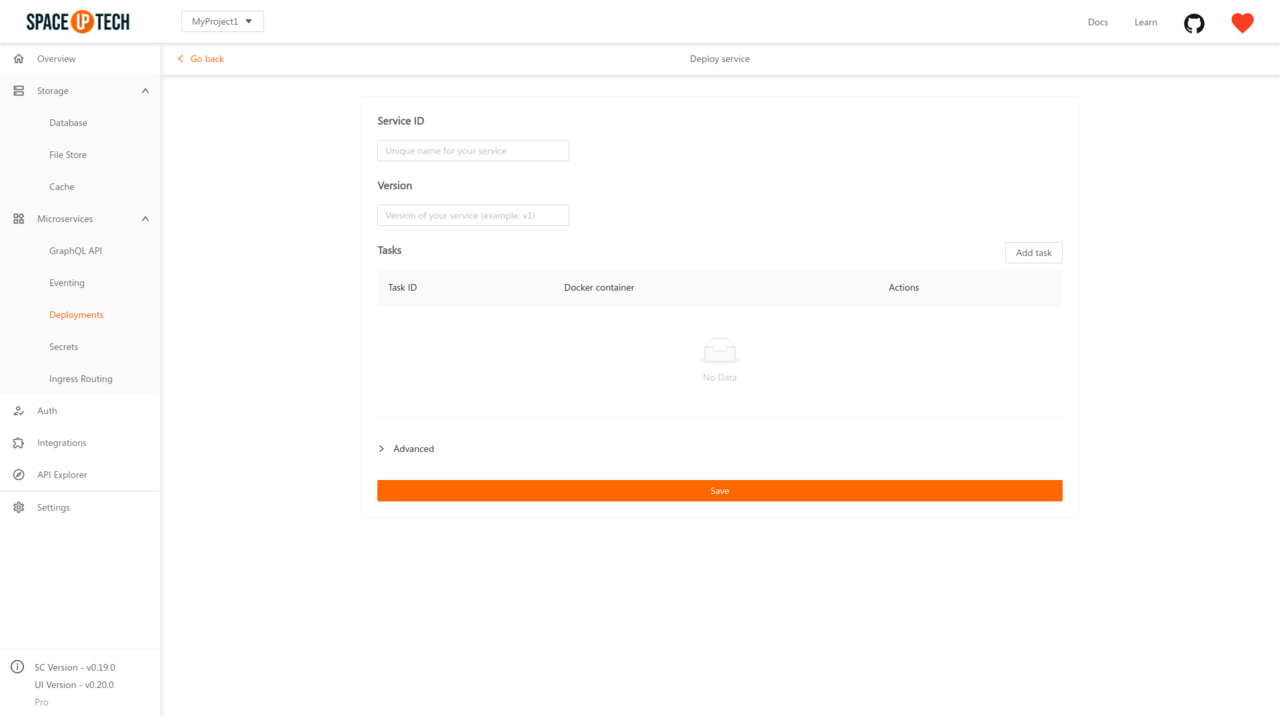 SPACE UP TECH
MyProject1
Docs
Learn
Overview
Storage
Database
File Store
Cache
Microservices
GraphQL API
Eventing
Deployments
Secrets
Ingress Routing
Auth
Integrations
API Explorer
Settings
SC Version - v0.19.0
UI Version - v0.20.0
Pro
Go back
Deploy service
Service ID
Unique name for your service
Version
Version of your service (example: v1)
Tasks
Add task
Task ID Docker container Actions
No Data
Advanced
Save